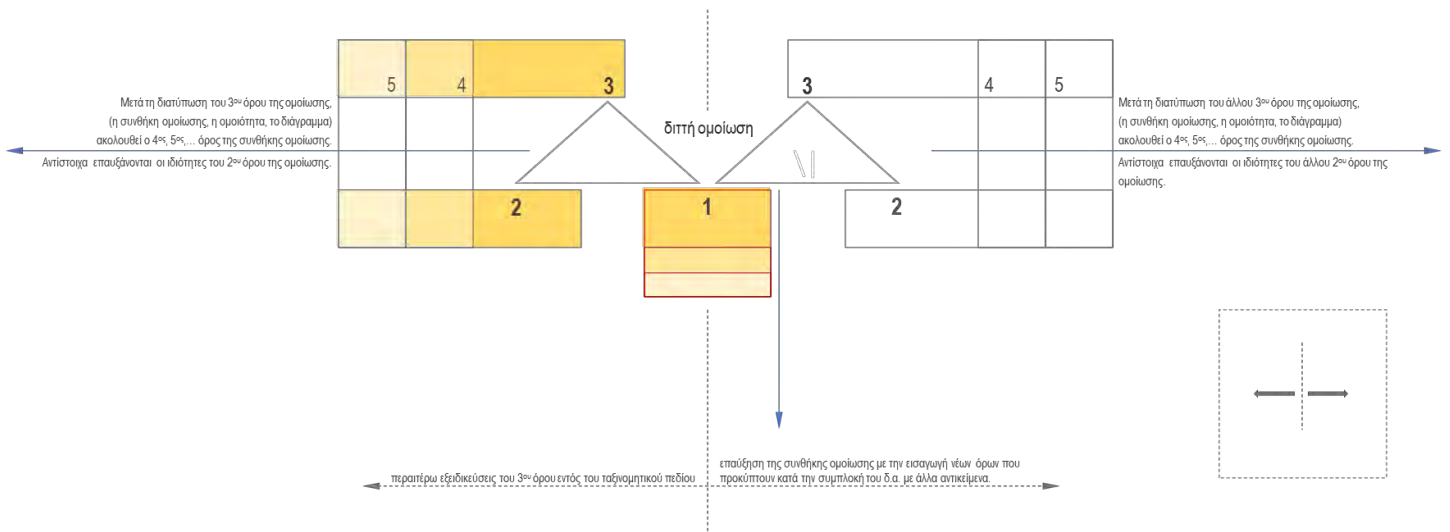 5 4 3
3 4 5
Μετά τη διατύπωση του 3ου όρου της ομοίωσης,
(η συνθήκη ομοίωσης, η ομοιότητα, το διάγραμμα)
ακολουθεί ο 4ος, 5ος,... όρος της συνθήκης ομοίωσης.
Αντίστοιχα επαυξάνονται οι ιδιότητες του 2ου όρου της ομοίωσης.
διττή ομοίωση
Μετά τη διατύπωση του άλλου 3ου όρου της ομοίωσης,
(η συνθήκη ομοίωσης, η ομοιότητα, το διάγραμμα)
ακολουθεί ο 4ος, 5ος,... όρος της συνθήκης ομοίωσης.
Αντίστοιχα επαυξάνονται οι ιδιότητες του άλλου 2ου όρου της
ομοίωσης.
2
1
2
περαιτέρω εξειδικεύσεις του 3ου όρου εντός του ταξινομητικού πεδίου
επαύξηση της συνθήκης ομοίωσης με την εισαγωγή νέων όρων που
προκύπτουν κατά την συμπλοκή του δ.α. με άλλα αντικείμενα.